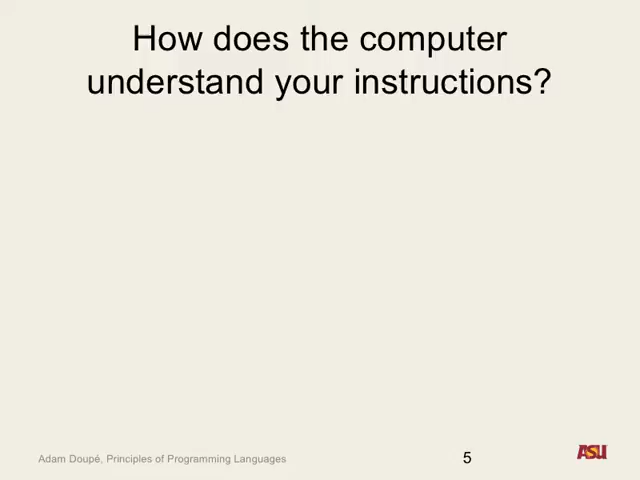 How does the computer
understand your instructions?
Adam Doupé, Principles of Programming Languages
5
ASU